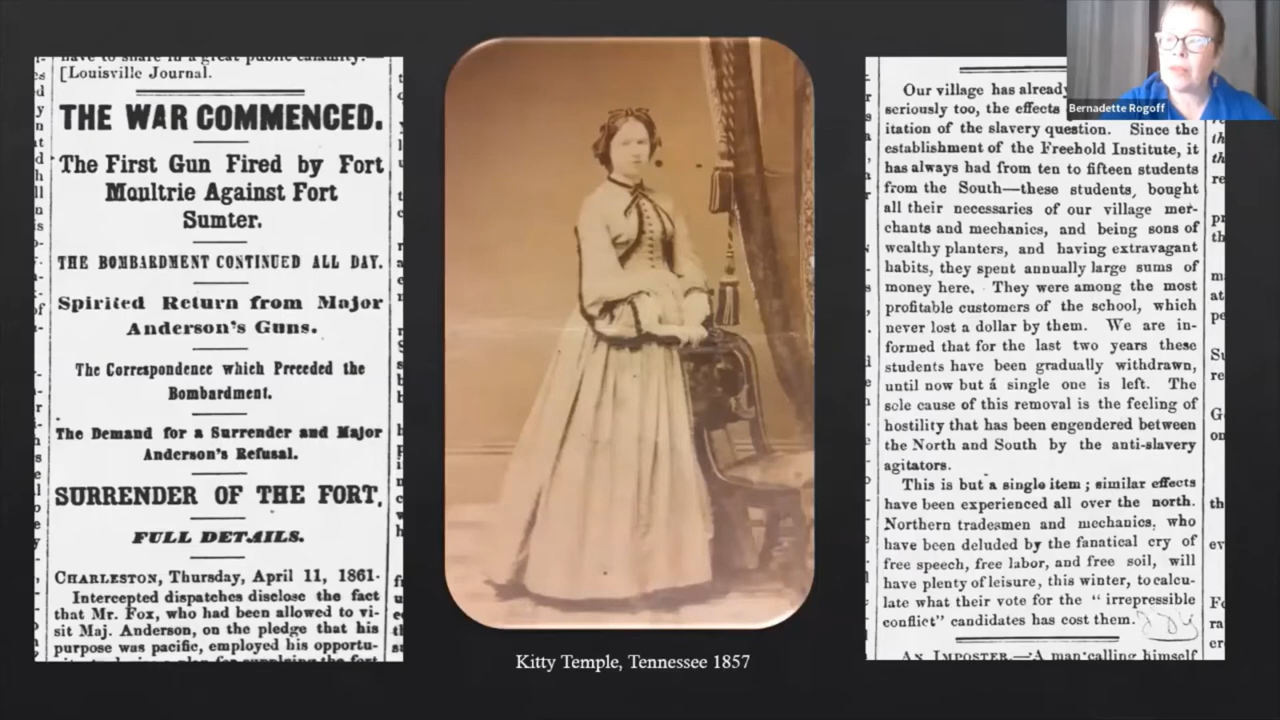 have to share in a great public calamity.
[Louisville Journal.
THE WAR COMMENCED.
The First Gun Fired by Fort
Moultrie Against Fort
Sumter.
THE BOMBARDMENT CONTINUED ALL DAY.
Spirited Return from Major
Anderson's Guns.
The Correspondence which Preceded the
Bombardment.
The Demand for a Surrender and Major
Anderson's Refusal.
SURRENDER OF THE FORT.
FULL DETAILS.
CHARLESTON, Thursday, April 11, 1861.
Intercepted dispatches disclose the fact
that Mr. Fox, who had been allowed to vi-
sit Maj. Anderson, on the pledge that his
purpose was pacific, employed his opportu-
Kitty Temple, Tennessee 1857
Our village has already
seriously too, the effects
itation of the slavery question. Since the
establishment of the Freehold Institute, it
has always had from ten to fifteen students
from the South—these students, bought
all their necessaries of our village mer-
chants and mechanics, and being sons of
wealthy planters, and having extravagant
habits, they spent annually large sums of
money here. They were among the most
profitable customers of the school, which
never lost a dollar by them. We are in-
formed that for the last two years these
students have been gradually withdrawn,
until now but a single one is left. The
sole cause of this removal is the feeling of
hostility that has been engendered between
the North and South by the anti-slavery
agitators.
This is but a single item; similar effects
have been experienced all over the north.
Northern tradesmen and mechanics, who
have been deluded by the fanatical cry of
free speech, free labor, and free soil, will
have plenty of leisure, this winter, to calcu-
late what their vote for the "irrepressible
conflict" candidates has cost them.
AN IMPOSTER.—A man calling himself
Bernadette Rogoff